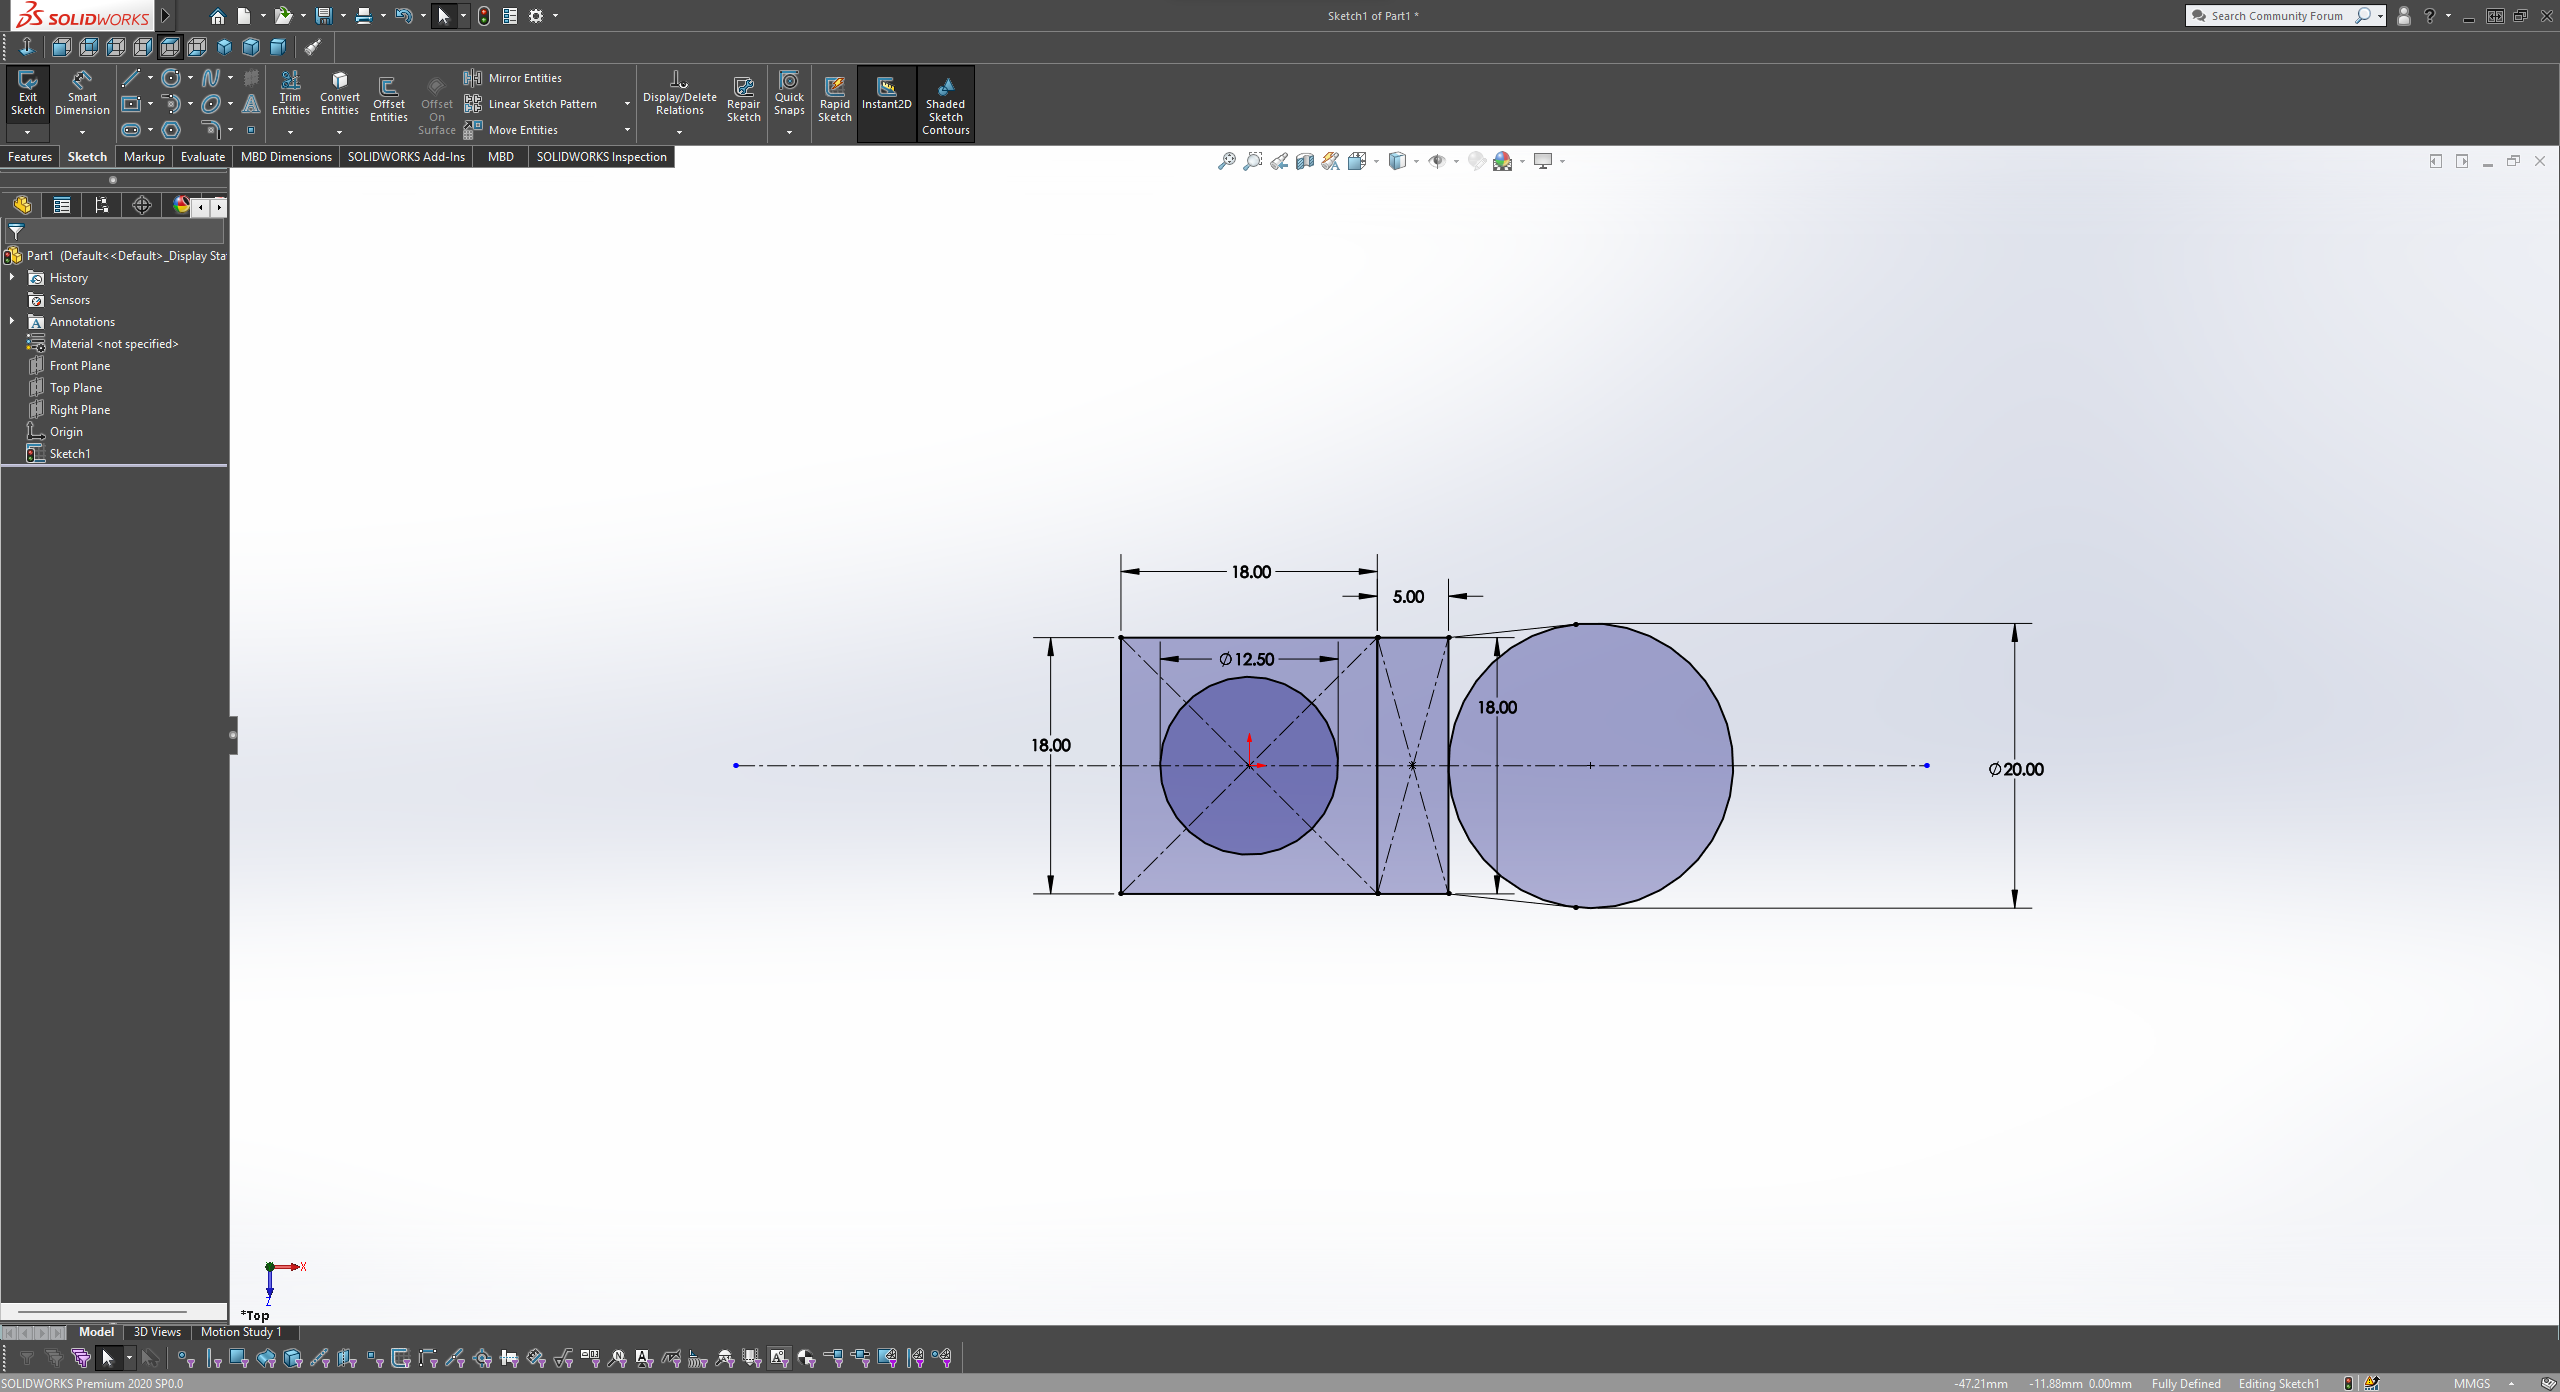 SOLIDWORKS
Sketch1 of Part1 *
Search Community Forum
Exit Sketch
Smart Dimension
Trim Entities
Convert Entities
Offset Entities
Offset On Surface
Mirror Entities
Linear Sketch Pattern
Move Entities
Display/Delete Relations
Repair Sketch
Quick Snaps
Rapid Sketch
Instant2D
Shaded Sketch Contours
Features Sketch Markup Evaluate MBD Dimensions SOLIDWORKS Add-Ins MBD SOLIDWORKS Inspection
Part1 (Default<<Default>_Display Sta
History
Sensors
Annotations
Material <not specified>
Front Plane
Top Plane
Right Plane
Origin
Sketch1
18.00
5.00
Ø12.50
18.00
18.00
Ø20.00
X
Z
*Top
Model 3D Views Motion Study 1
SOLIDWORKS Premium 2020 SP0.0
-47.21mm -11.88mm 0.00mm Fully Defined Editing Sketch1 MMGS